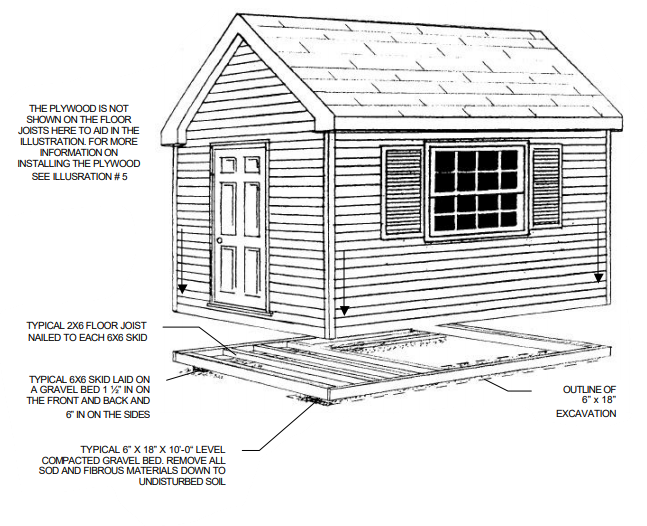 THE PLYWOOD IS NOT
SHOWN ON THE FLOOR
JOISTS HERE TO AID IN THE
ILLUSTRATION. FOR MORE
INFORMATION ON
INSTALLING THE PLYWOOD
SEE ILLUSRATION # 5
TYPICAL 2X6 FLOOR JOIST
NAILED TO EACH 6X6 SKID
TYPICAL 6X6 SKID LAID ON
A GRAVEL BED 1 ½" IN ON
THE FRONT AND BACK AND
6" IN ON THE SIDES
OUTLINE OF
6" x 18"
EXCAVATION
TYPICAL 6" X 18" X 10'-0" LEVEL
COMPACTED GRAVEL BED. REMOVE ALL
SOD AND FIBROUS MATERIALS DOWN TO
UNDISTURBED SOIL